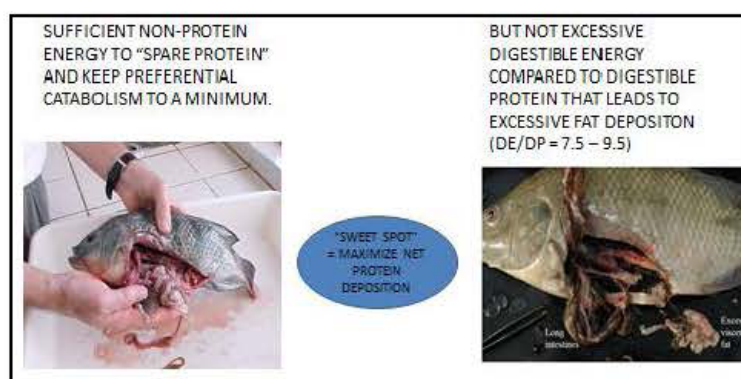 SUFFICIENT NON-PROTEIN
ENERGY TO “SPARE PROTEIN”
AND KEEP PREFERENTIAL
CATABOLISM TO A MINIMUM.
BUT NOT EXCESSIVE
DIGESTIBLE ENERGY
COMPARED TO DIGESTIBLE
PROTEIN THAT LEADS TO
EXCESSIVE FAT DEPOSITON
(DE/DP = 7.5 – 9.5)
“SWEET SPOT”
= MAXIMIZE NET
PROTEIN
DEPOSITION
Long
intestines
fat